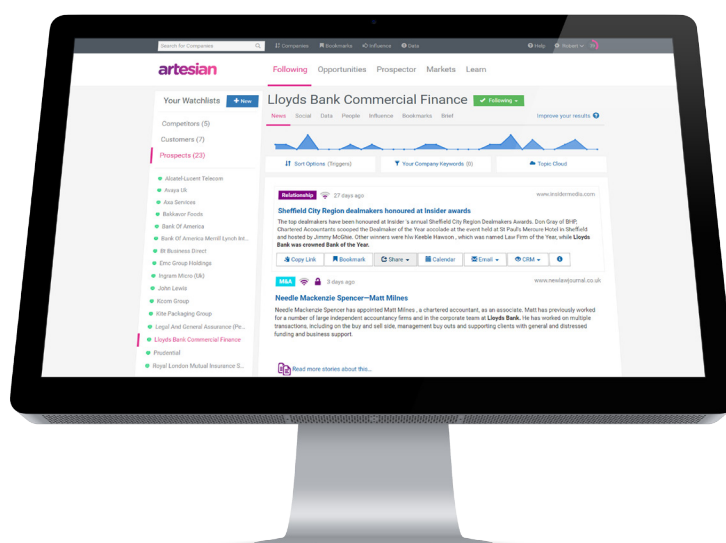 Search for Companies
Companies Bookmarks Influence Data
Help Robert
artesian
Following Opportunities Prospector Markets Learn
Your Watchlists + New
Competitors (5)
Customers (7)
Prospects (23)
Alcatel-Lucent Telecom
Avaya Uk
Axa Services
Bakkavor Foods
Bank Of America
Bank Of America Merrill Lynch Int...
Bt Business Direct
Emc Group Holdings
Ingram Micro (Uk)
John Lewis
Kcom Group
Kite Packaging Group
Legal And General Assurance (Pe...
Lloyds Bank Commercial Finance
Prudential
Royal London Mutual Insurance S...
Lloyds Bank Commercial Finance
Following
News Social Data People Influence Bookmarks Brief
Improve your results
Sort Options (Triggers)
Your Company Keywords (0)
Topic Cloud
Relationship 27 days ago
www.insidermedia.com
Sheffield City Region dealmakers honoured at Insider awards
The top dealmakers have been honoured at Insider's annual Sheffield City Region Dealmakers Awards. Don Gray of BHP,
Chartered Accountants scooped the Dealmaker of the Year accolade at the event held at St Paul's Mercure Hotel in Sheffield
and hosted by Jimmy McGhie. Other winners were hlw Keeble Hawson , which was named Law Firm of the Year, while Lloyds
Bank was crowned Bank of the Year.
Copy Link Bookmark Share Calendar Email CRM
M&A 3 days ago
www.newlawjournal.co.uk
Needle Mackenzie Spencer—Matt Milnes
Needle Mackenzie Spencer has appointed Matt Milnes , a chartered accountant, as an associate. Matt has previously worked
for a number of large independent accountancy firms and in the corporate team at Lloyds Bank. He has worked on multiple
transactions, including on the buy and sell side, management buy outs and supporting clients with general and distressed
funding and business support.
Read more stories about this...